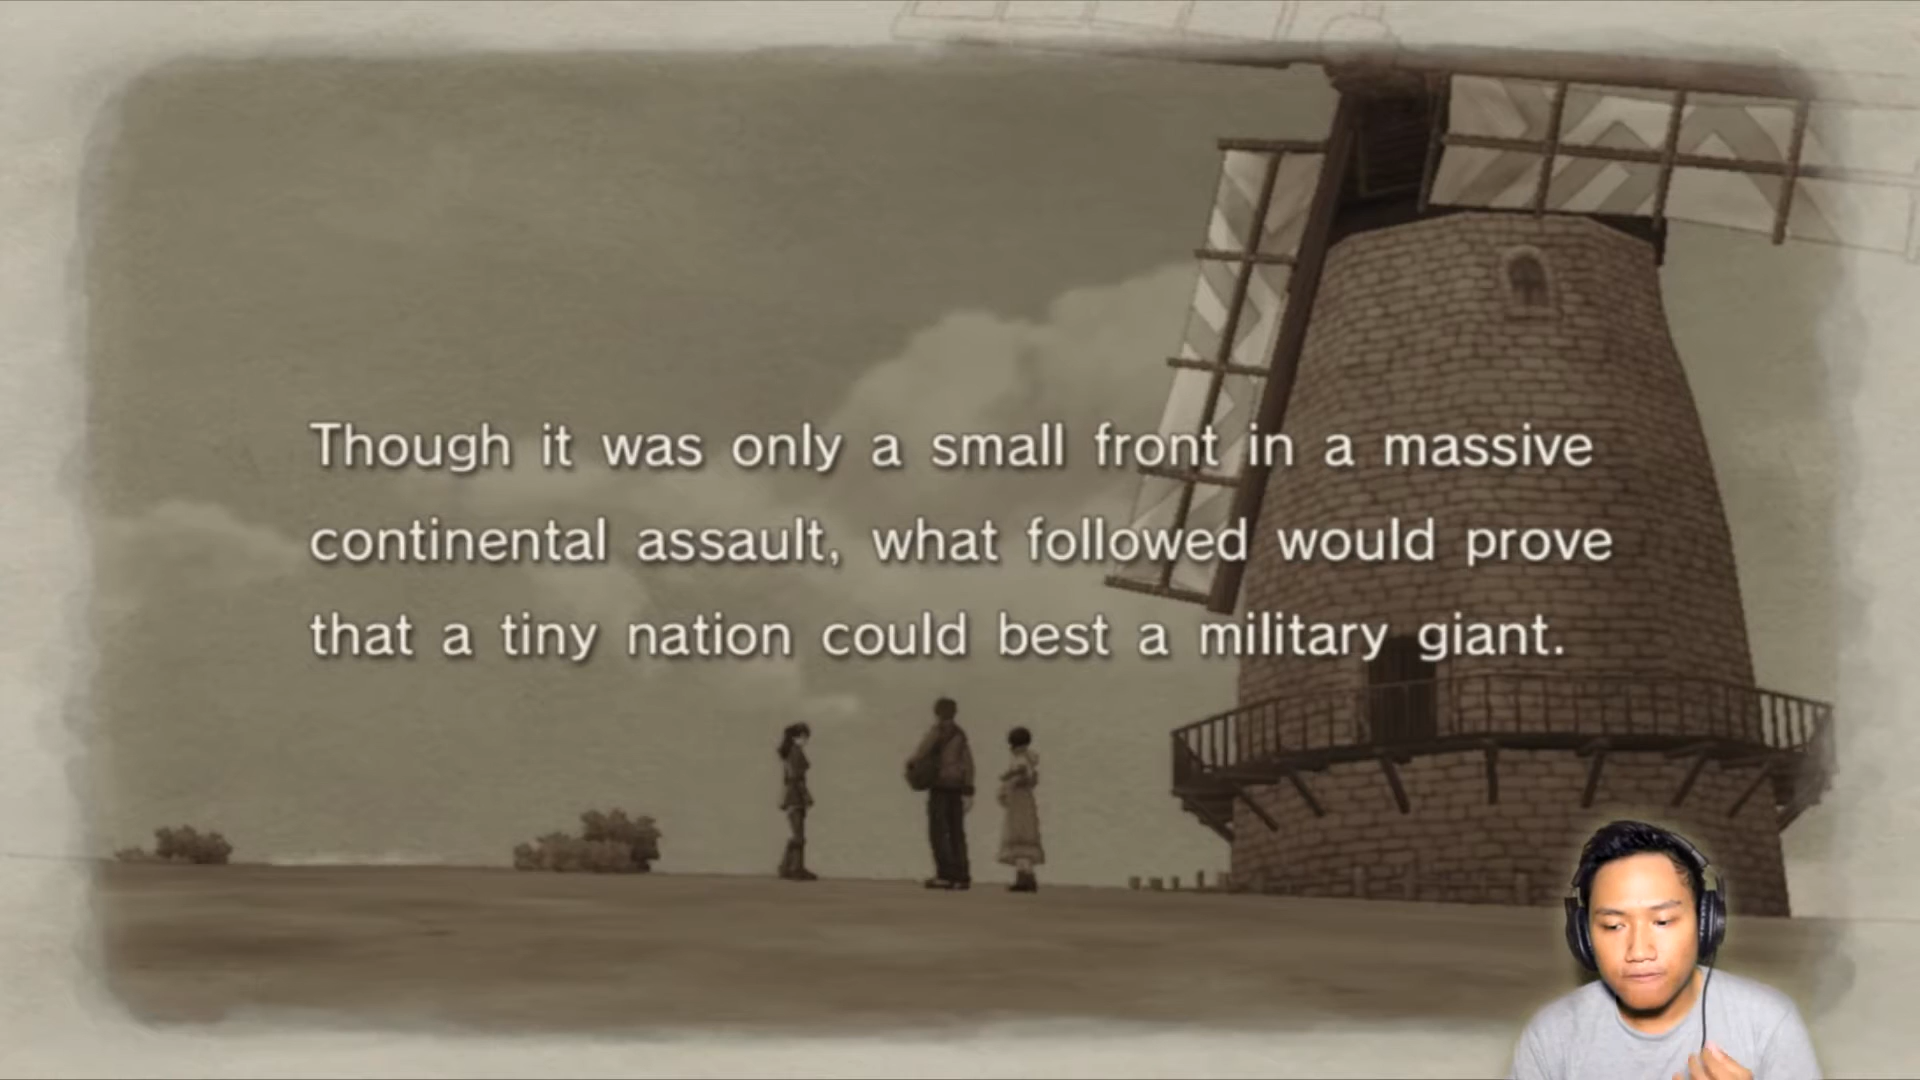 Though it was only a small front in a massive
continental assault, what followed would prove
that a tiny nation could best a military giant.